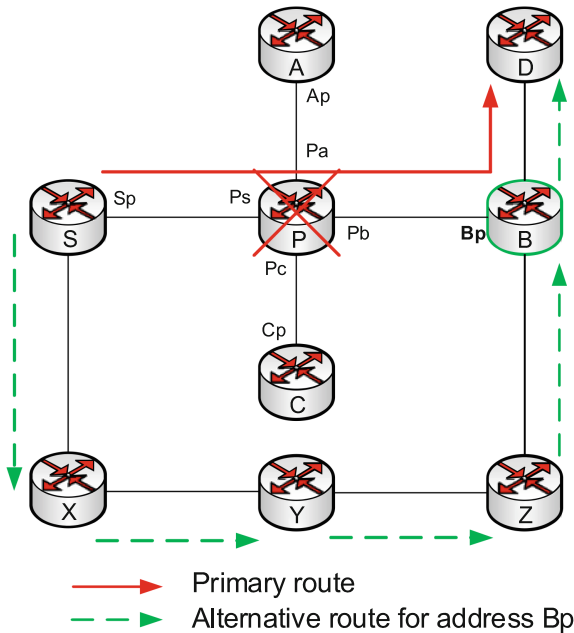 A
D
Ap
Pa
Sp
Ps
S
P
Pb
Bp
B
Pc
Cp
C
X
Y
Z
Primary route
Alternative route for address Bp